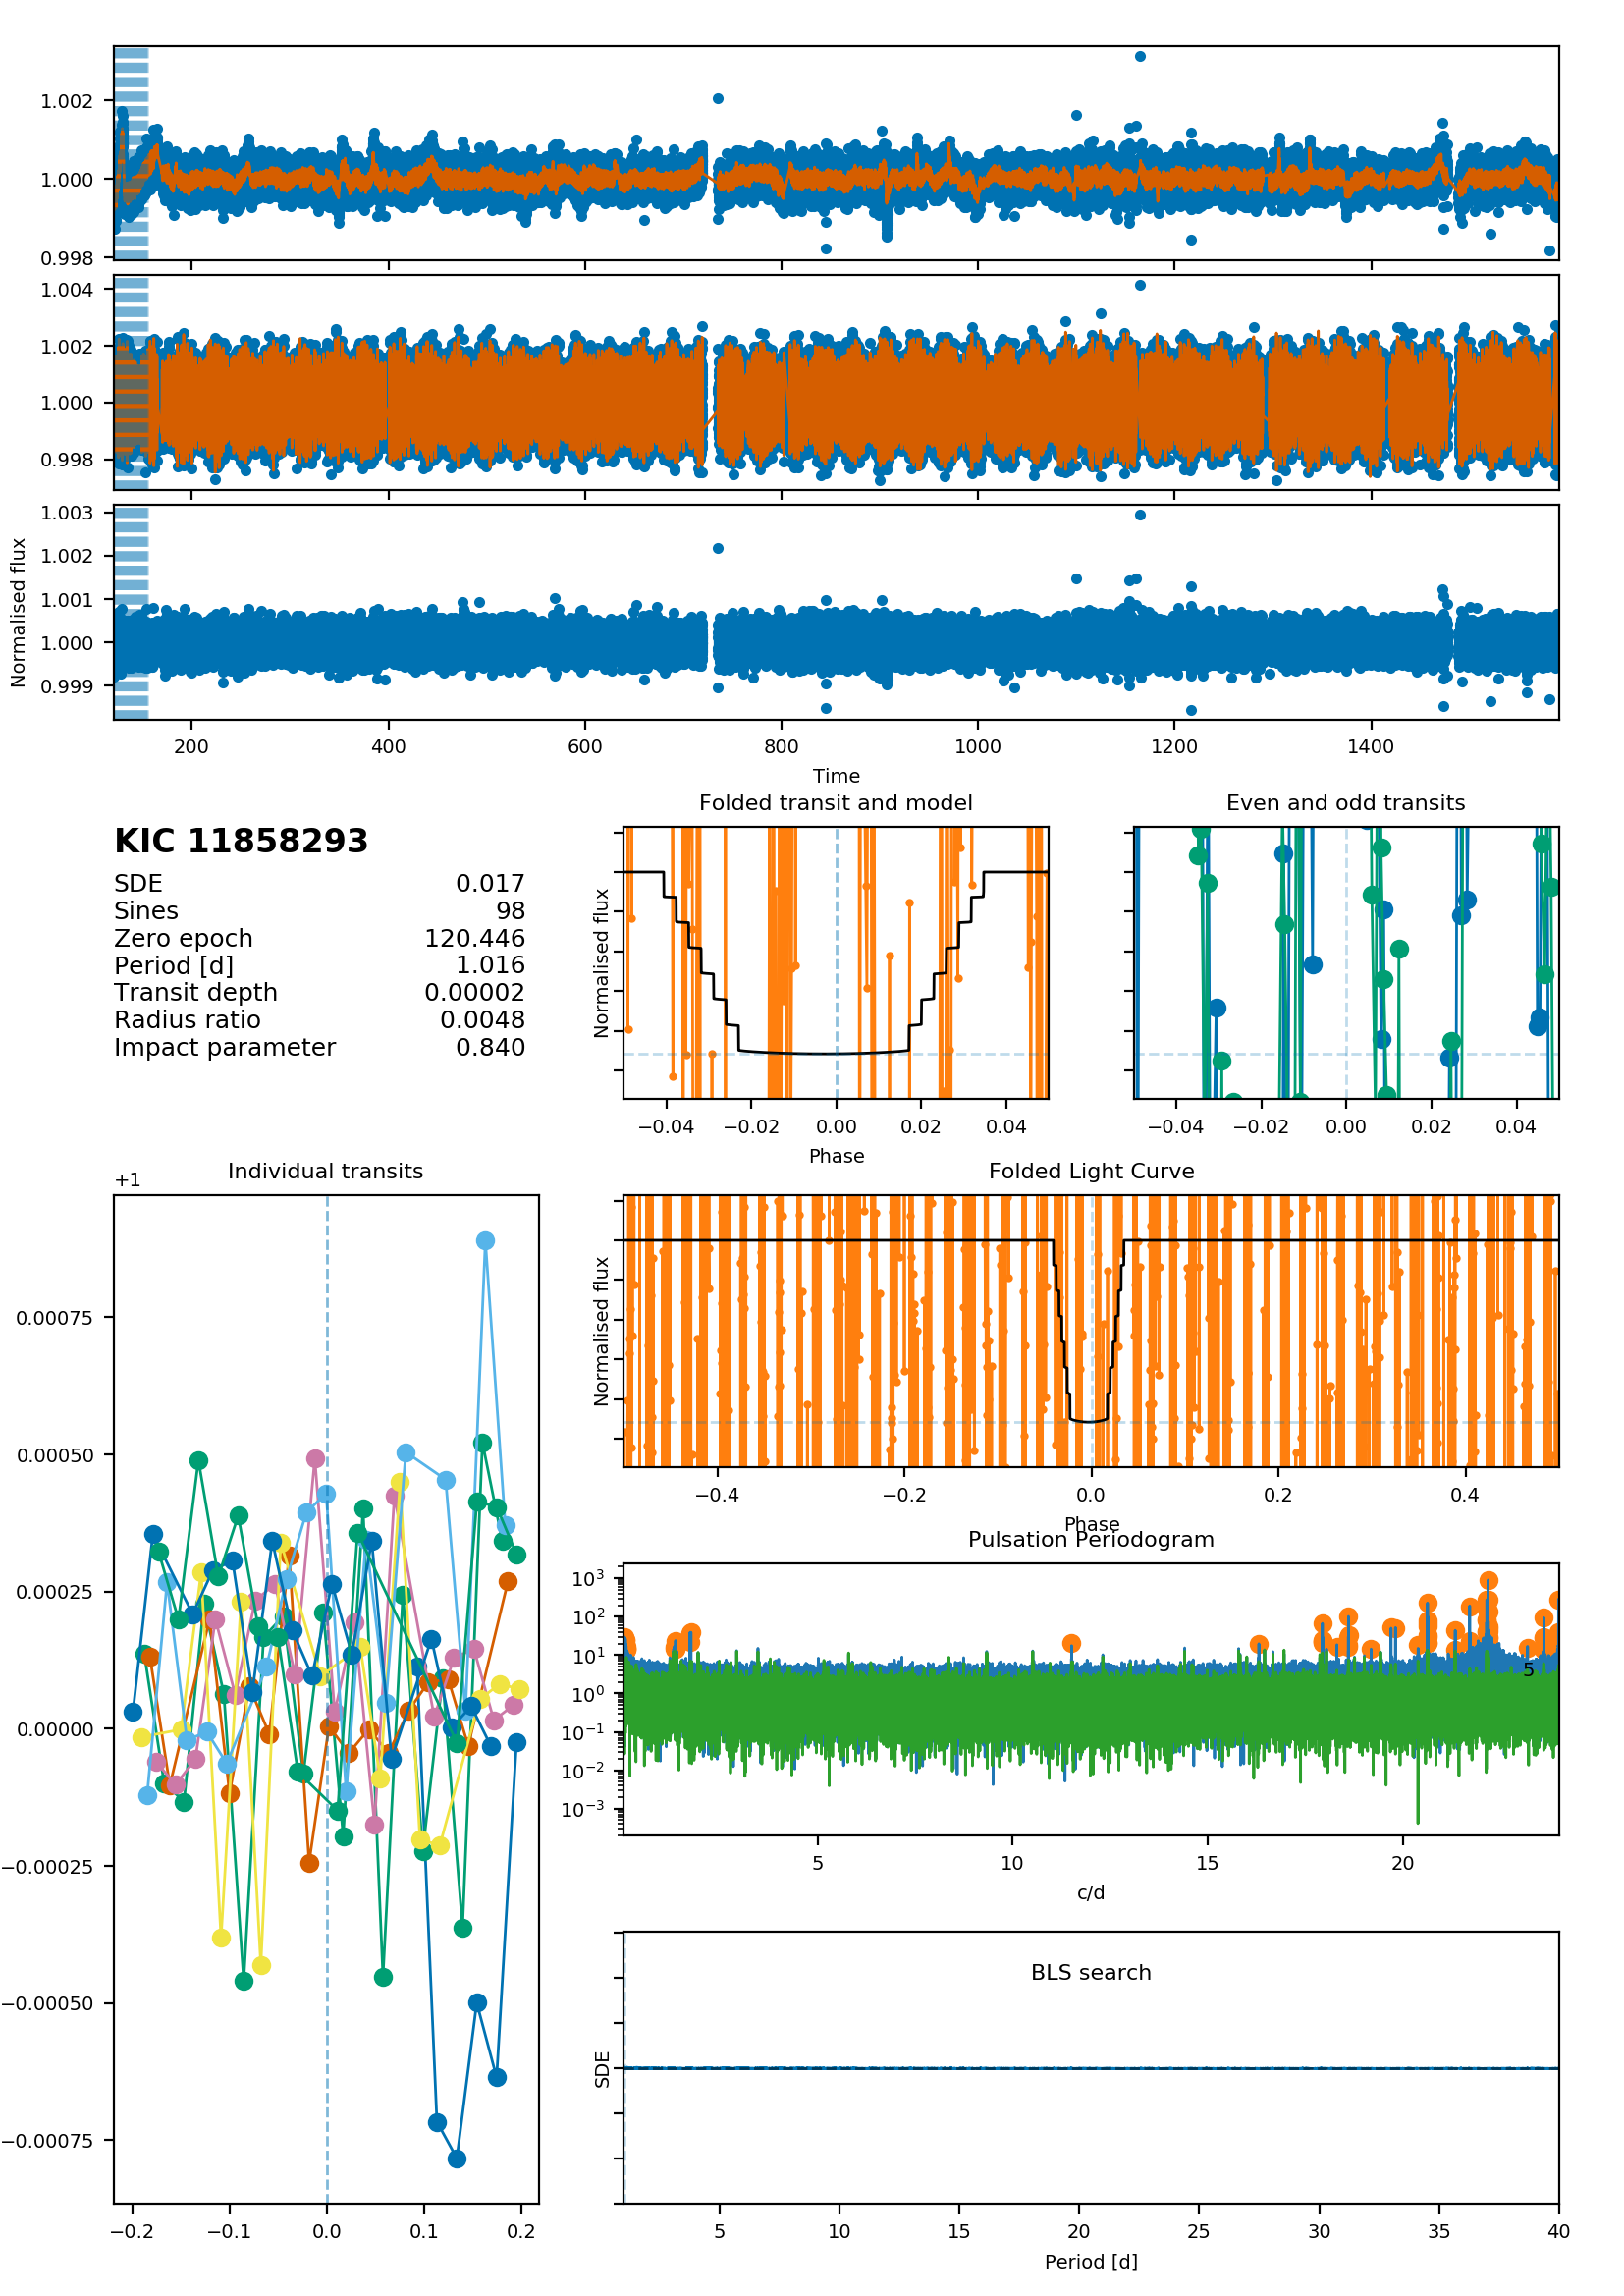 1.002
1.000
0.998
1.004
1.002
1.000
0.998
1.003
1.002
1.001
1.000
0.999
Normalised flux
200 400 600 800 1000 1200 1400
Time
KIC 11858293
SDE 0.017
Sines 98
Zero epoch 120.446
Period [d] 1.016
Transit depth 0.00002
Radius ratio 0.0048
Impact parameter 0.840
Folded transit and model
Normalised flux
−0.04 −0.02 0.00 0.02 0.04
Phase
Even and odd transits
−0.04 −0.02 0.00 0.02 0.04
Individual transits
+1
0.00075
0.00050
0.00025
0.00000
−0.00025
−0.00050
−0.00075
−0.2 −0.1 0.0 0.1 0.2
Folded Light Curve
Normalised flux
−0.4 −0.2 0.0 0.2 0.4
Phase
Pulsation Periodogram
10³
10²
10¹
10⁰
10⁻¹
10⁻²
10⁻³
5
5 10 15 20
c/d
BLS search
SDE
5 10 15 20 25 30 35 40
Period [d]